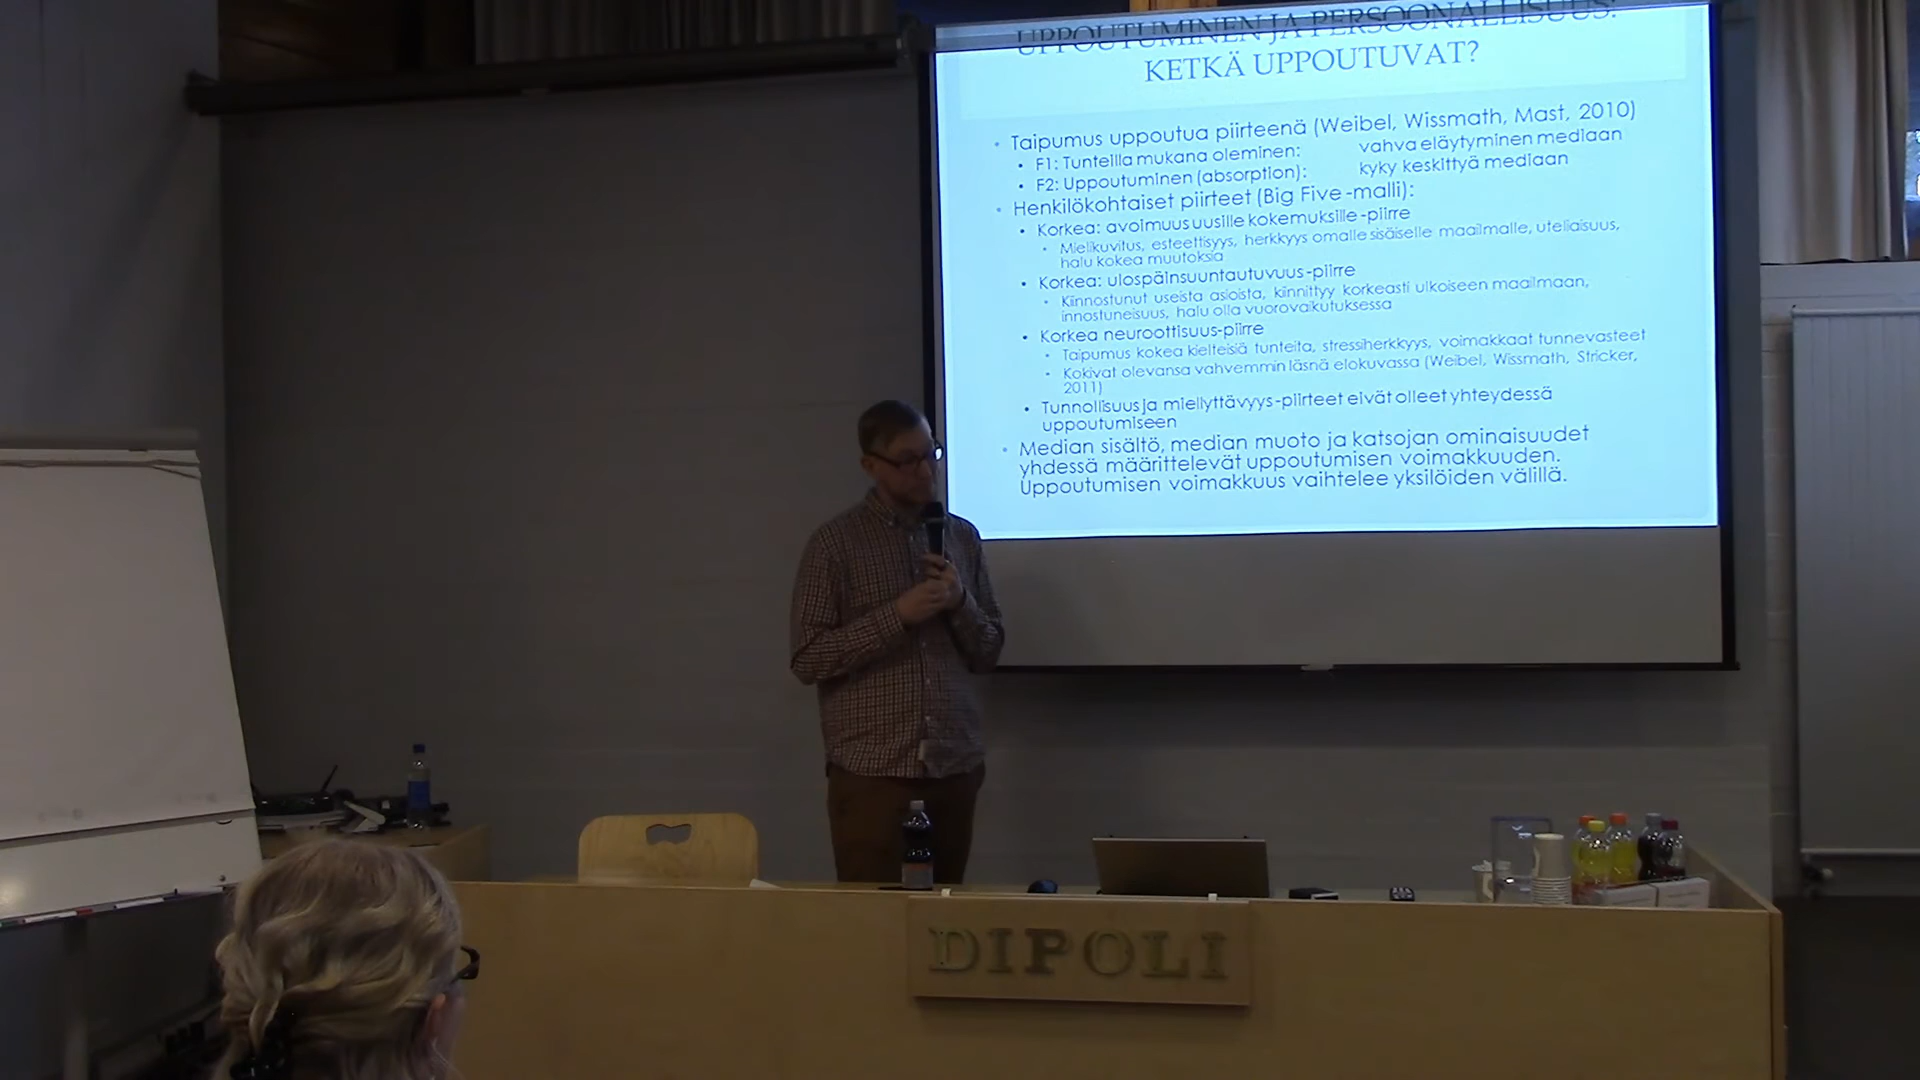 UPPOUTUMINEN JA PERSOONALLISUUS:
KETKÄ UPPOUTUVAT?
• Taipumus uppoutua piirteenä (Weibel, Wissmath, Mast, 2010)
• F1: Tunteilla mukana oleminen: vahva eläytyminen mediaan
• F2: Uppoutuminen (absorption): kyky keskittyä mediaan
• Henkilökohtaiset piirteet (Big Five -malli):
• Korkea: avoimuus uusille kokemuksille -piirre
• Mielikuvitus, esteettisyys, herkkyys omalle sisäiselle maailmalle, uteliaisuus,
halu kokea muutoksia
• Korkea: ulospäinsuuntautuvuus -piirre
• Kiinnostunut useista asioista, kiinnittyy korkeasti ulkoiseen maailmaan,
innostuneisuus, halu olla vuorovaikutuksessa
• Korkea neuroottisuus-piirre
• Taipumus kokea kielteisiä tunteita, stressiherkkyys, voimakkaat tunnevasteet
• Kokivat olevansa vahvemmin läsnä elokuvassa (Weibel, Wissmath, Stricker,
2011)
• Tunnollisuus ja miellyttävyys -piirteet eivät olleet yhteydessä
uppoutumiseen
• Median sisältö, median muoto ja katsojan ominaisuudet
yhdessä määrittelevät uppoutumisen voimakkuuden.
Uppoutumisen voimakkuus vaihtelee yksilöiden välillä.
DIPOLI